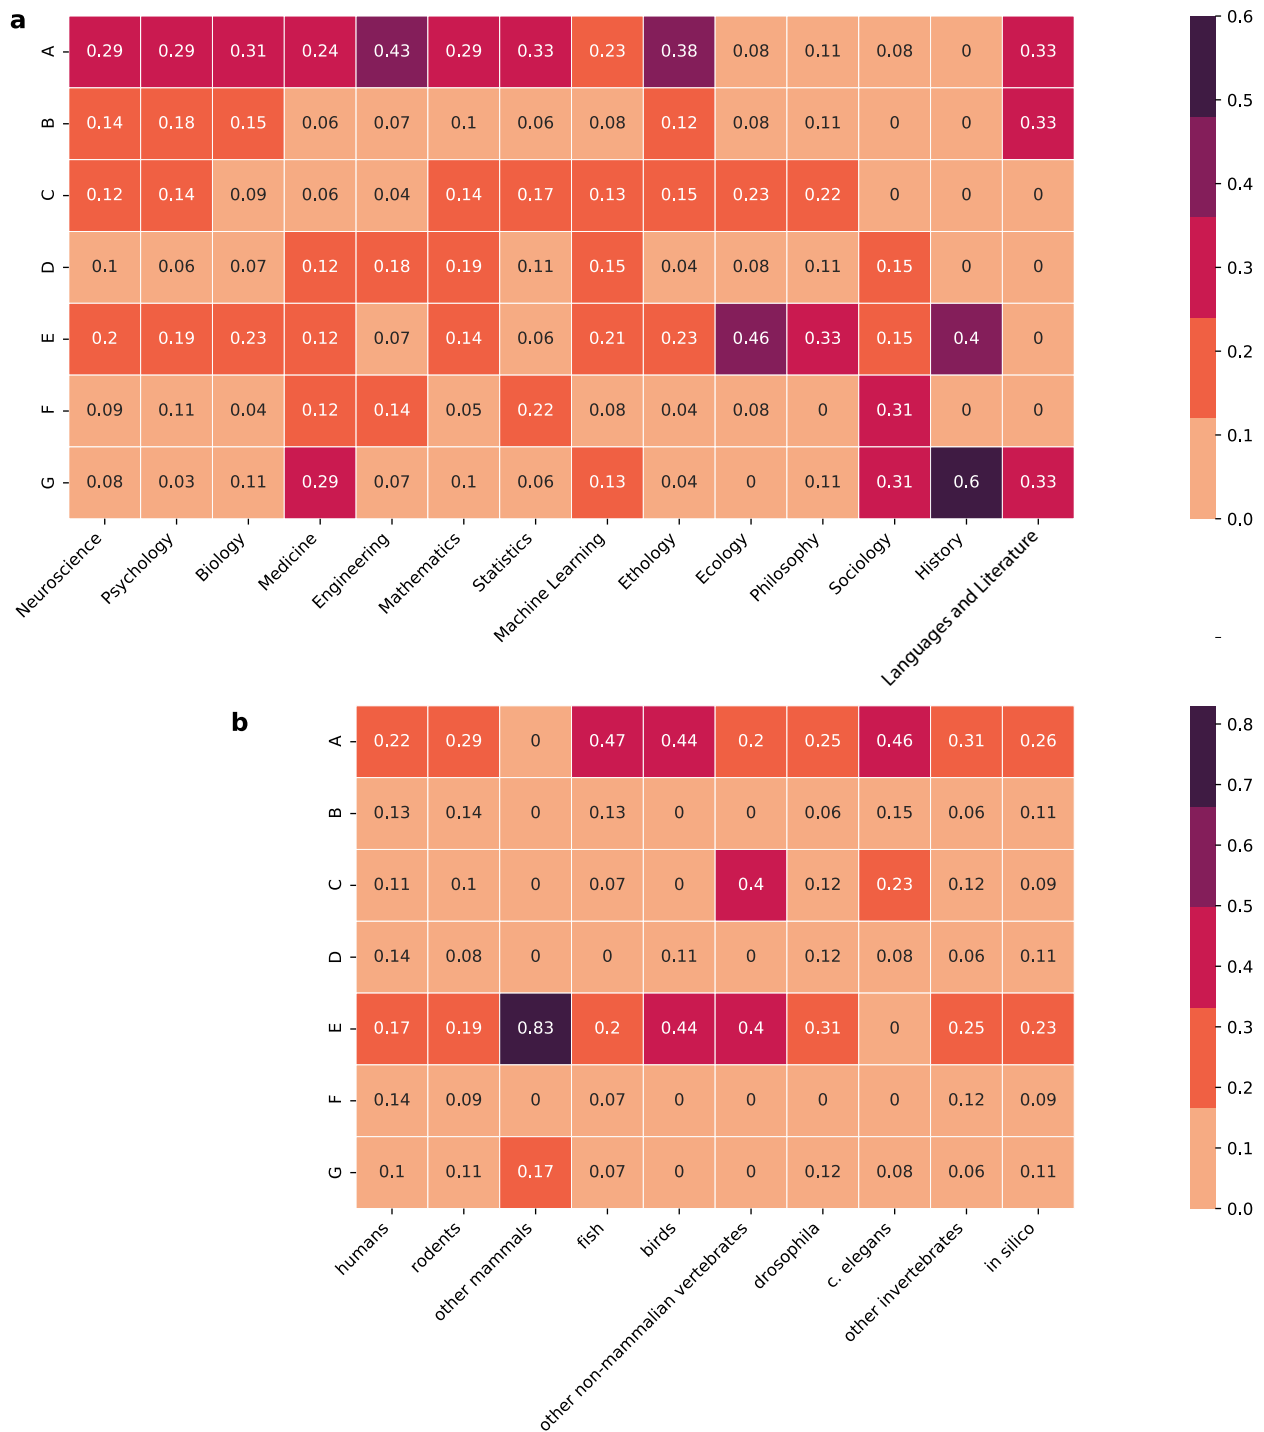 a
A 0.29 0.29 0.31 0.24 0.43 0.29 0.33 0.23 0.38 0.08 0.11 0.08 0 0.33
B 0.14 0.18 0.15 0.06 0.07 0.1 0.06 0.08 0.12 0.08 0.11 0 0 0.33
C 0.12 0.14 0.09 0.06 0.04 0.14 0.17 0.13 0.15 0.23 0.22 0 0 0
D 0.1 0.06 0.07 0.12 0.18 0.19 0.11 0.15 0.04 0.08 0.11 0.15 0 0
E 0.2 0.19 0.23 0.12 0.07 0.14 0.06 0.21 0.23 0.46 0.33 0.15 0.4 0
F 0.09 0.11 0.04 0.12 0.14 0.05 0.22 0.08 0.04 0.08 0 0.31 0 0
G 0.08 0.03 0.11 0.29 0.07 0.1 0.06 0.13 0.04 0 0.11 0.31 0.6 0.33
Neuroscience
Psychology
Biology
Medicine
Engineering
Mathematics
Statistics
Machine Learning
Ethology
Ecology
Philosophy
Sociology
History
Languages and Literature
0.6
0.5
0.4
0.3
0.2
0.1
0.0
b
A 0.22 0.29 0 0.47 0.44 0.2 0.25 0.46 0.31 0.26
B 0.13 0.14 0 0.13 0 0 0.06 0.15 0.06 0.11
C 0.11 0.1 0 0.07 0 0.4 0.12 0.23 0.12 0.09
D 0.14 0.08 0 0 0.11 0 0.12 0.08 0.06 0.11
E 0.17 0.19 0.83 0.2 0.44 0.4 0.31 0 0.25 0.23
F 0.14 0.09 0 0.07 0 0 0 0 0.12 0.09
G 0.1 0.11 0.17 0.07 0 0 0.12 0.08 0.06 0.11
humans
rodents
other mammals
fish
birds
other non-mammalian vertebrates
drosophila
c. elegans
other invertebrates
in silico
0.8
0.7
0.6
0.5
0.4
0.3
0.2
0.1
0.0